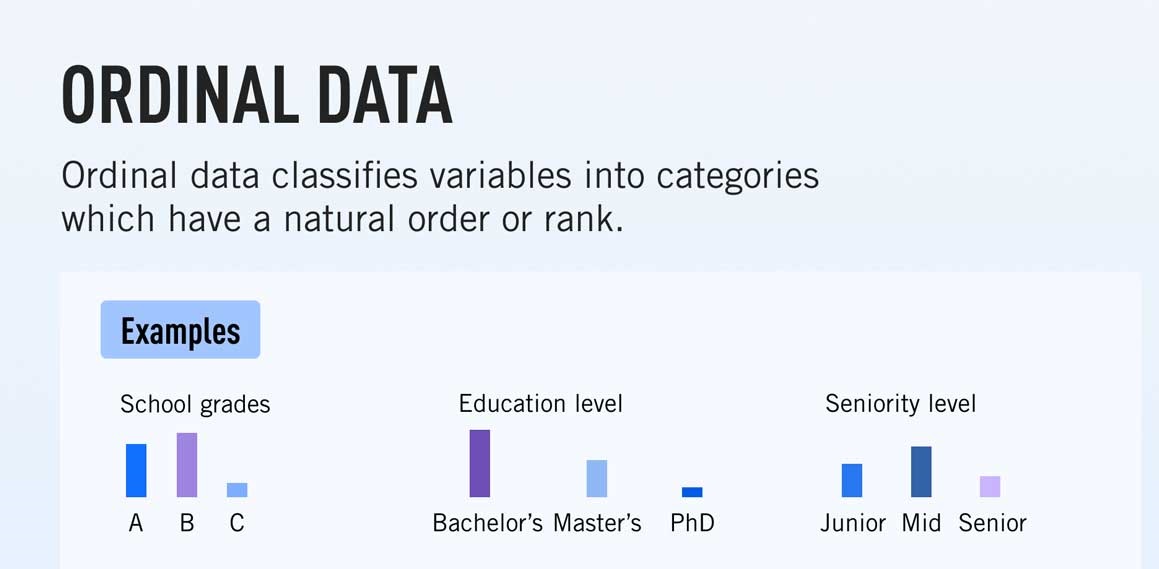 ORDINAL DATA
Ordinal data classifies variables into categories
which have a natural order or rank.
Examples
School grades
A B C
Education level
Bachelor's Master's PhD
Seniority level
Junior Mid Senior